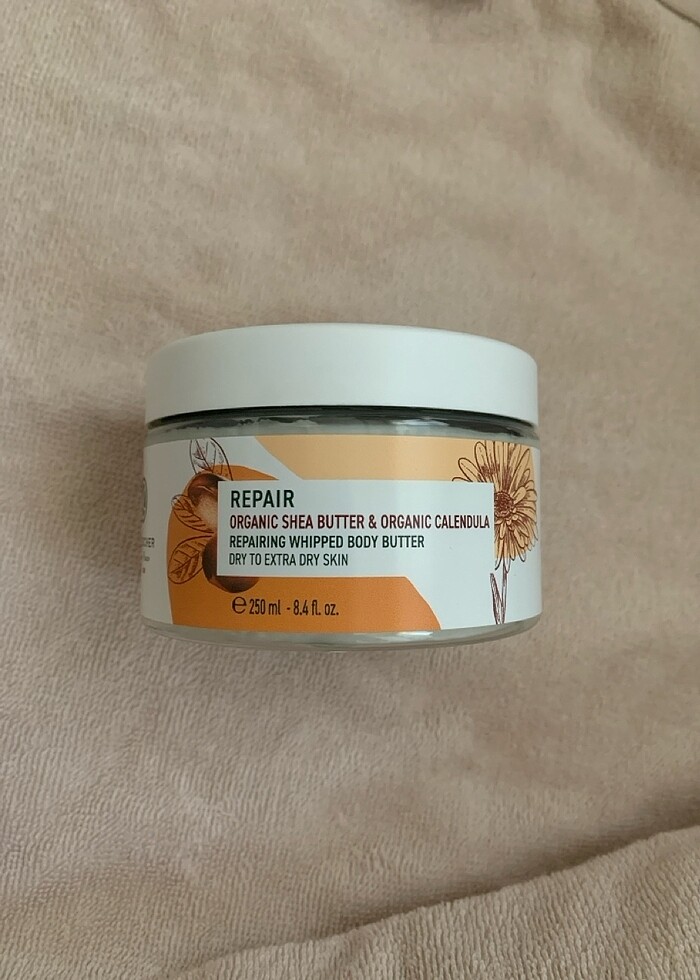 REPAIR
ORGANIC SHEA BUTTER & ORGANIC CALENDULA
REPAIRING WHIPPED BODY BUTTER
DRY TO EXTRA DRY SKIN
℮ 250 ml - 8.4 fl. oz.